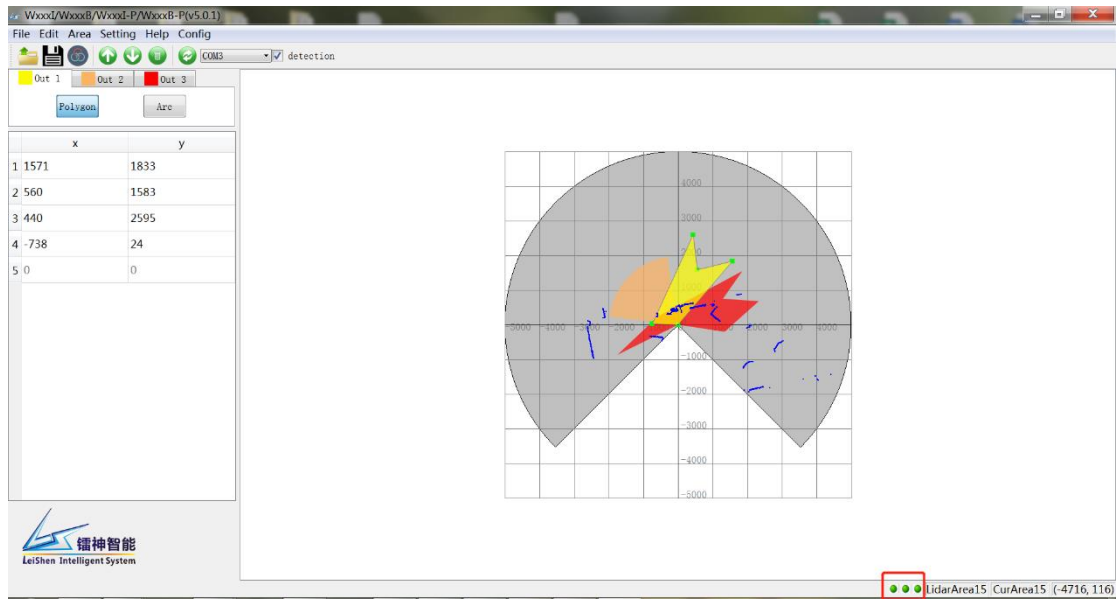 WxxxI/WxxxB/WxxxI-P/WxxxB-P(v5.0.1)
File Edit Area Setting Help Config
COM3 detection
Out 1 Out 2 Out 3
Polygon Arc
x y
1 1571 1833
2 560 1583
3 440 2595
4 -738 24
5 0 0
4000
3000
-5000 -4000 2000 3000 4000
-1000
-2000
-3000
-4000
-5000
镭神智能
LeiShen Intelligent System
LidarArea15 CurArea15 (-4716, 116)